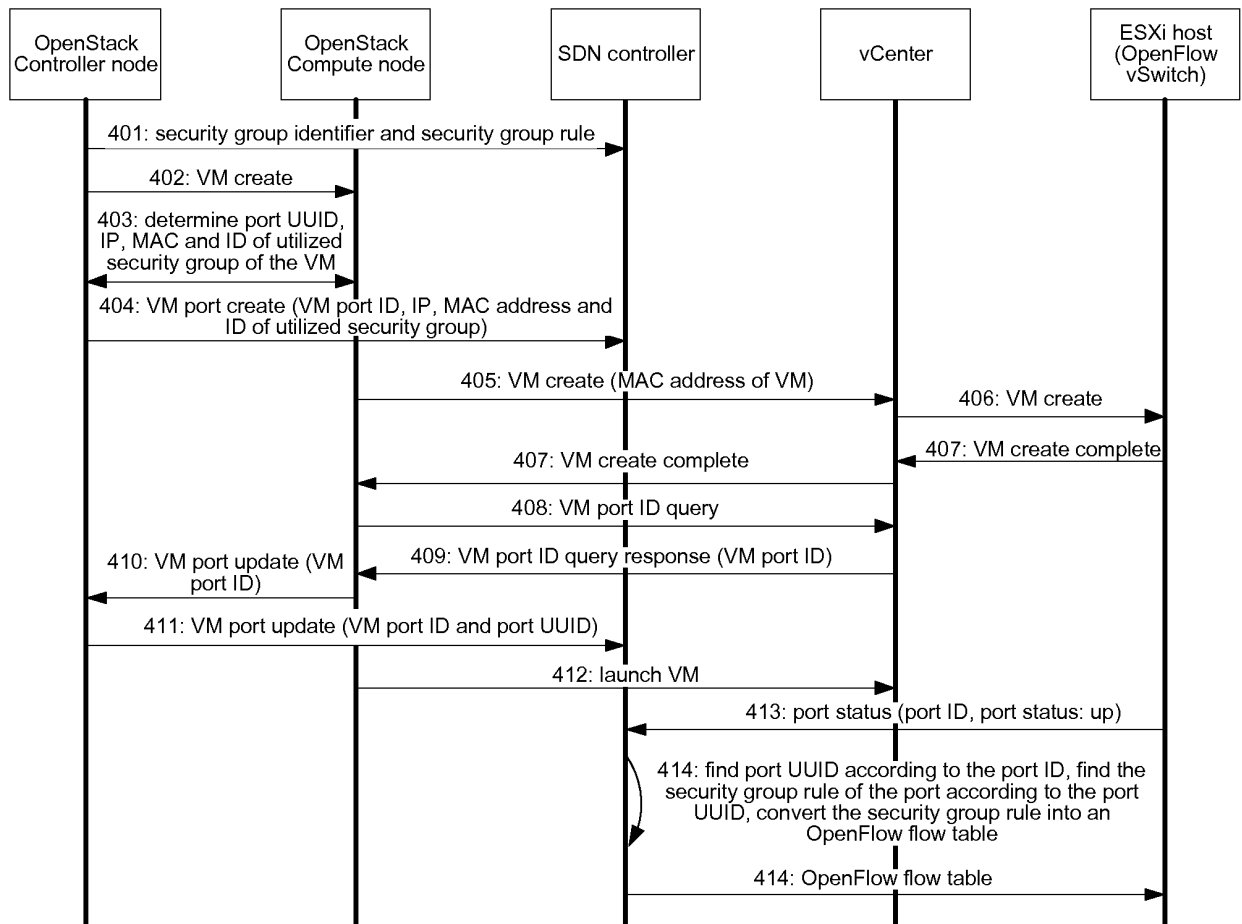 OpenStack
Controller node
OpenStack
Compute node
SDN controller
vCenter
ESXi host
(OpenFlow
vSwitch)
401: security group identifier and security group rule
402: VM create
403: determine port UUID,
IP, MAC and ID of utilized
security group of the VM
404: VM port create (VM port ID, IP, MAC address and
ID of utilized security group)
405: VM create (MAC address of VM)
406: VM create
407: VM create complete
407: VM create complete
408: VM port ID query
409: VM port ID query response (VM port ID)
410: VM port update (VM
port ID)
411: VM port update (VM port ID and port UUID)
412: launch VM
413: port status (port ID, port status: up)
414: find port UUID according to the port ID, find the
security group rule of the port according to the port
UUID, convert the security group rule into an
OpenFlow flow table
414: OpenFlow flow table